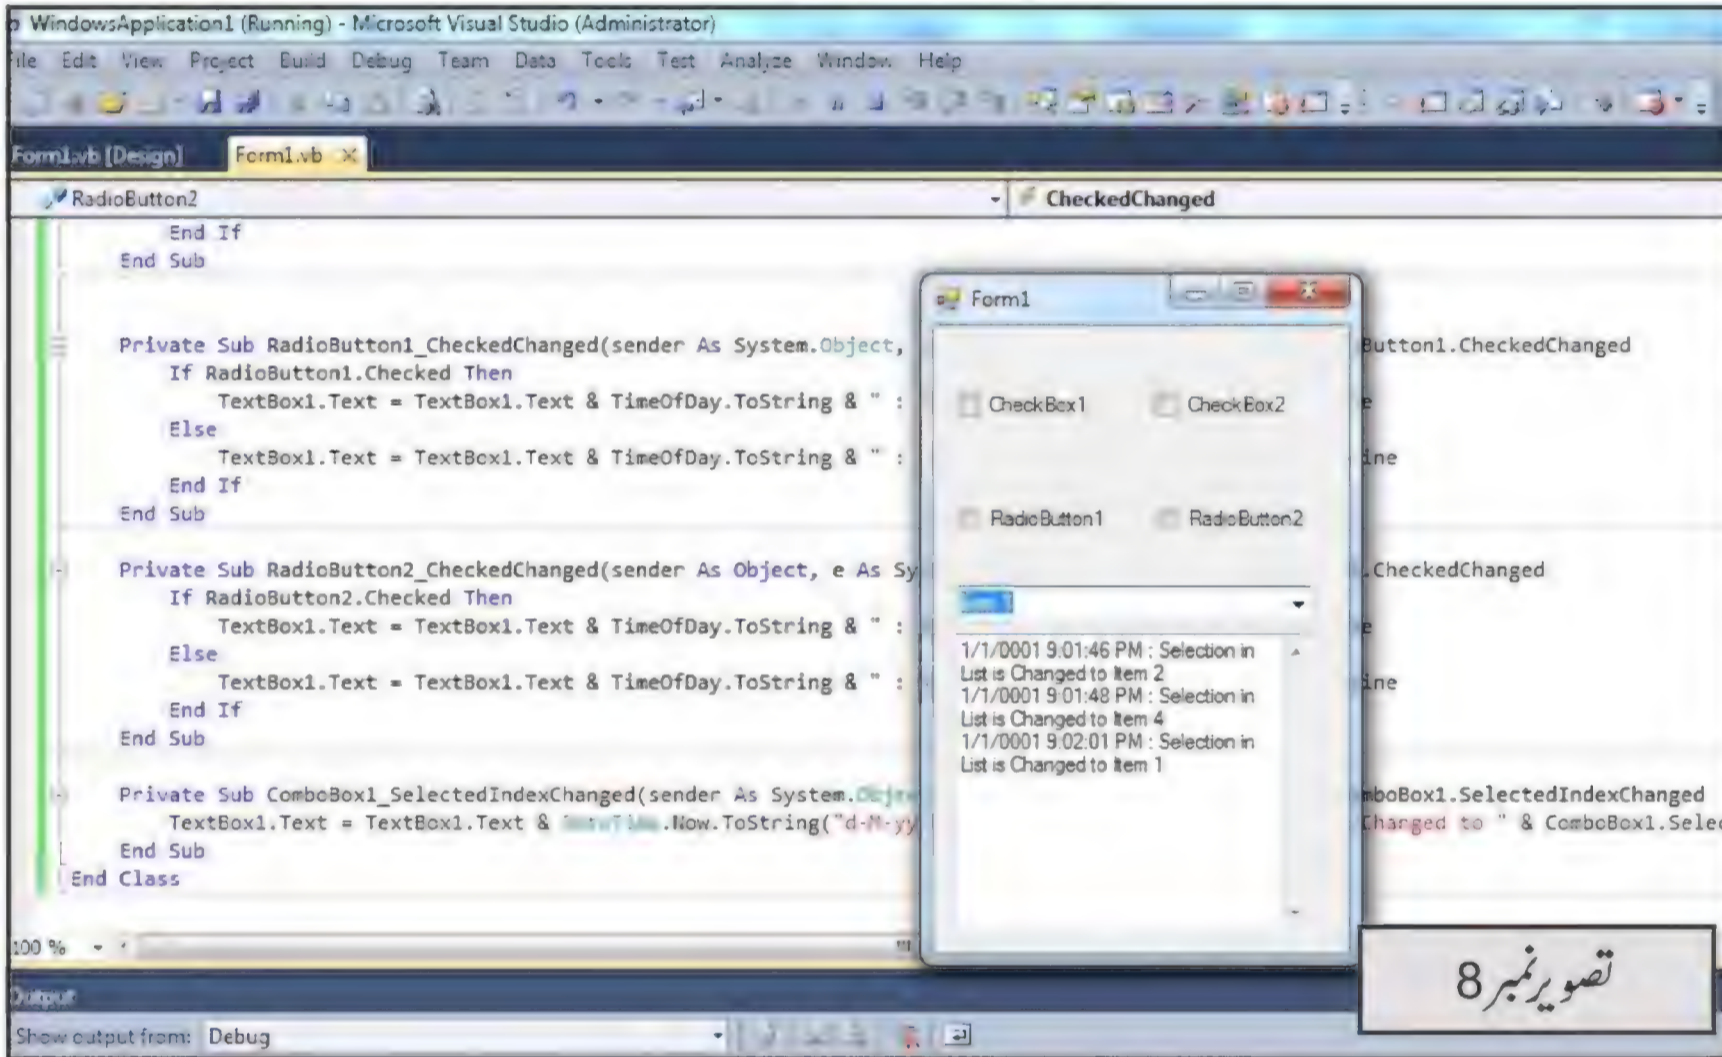 WindowsApplication1 (Running) - Microsoft Visual Studio (Administrator)
File Edit View Project Build Debug Team Data Tools Test Analyze Window Help
Form1.vb [Design] Form1.vb
RadioButton2 CheckedChanged
End If
End Sub
Private Sub RadioButton1_CheckedChanged(sender As System.Object, Button1.CheckedChanged
If RadioButton1.Checked Then
TextBox1.Text = TextBox1.Text & TimeOfDay.ToString & " : e
Else
TextBox1.Text = TextBox1.Text & TimeOfDay.ToString & " : ine
End If
End Sub
Private Sub RadioButton2_CheckedChanged(sender As Object, e As Sy .CheckedChanged
If RadioButton2.Checked Then
TextBox1.Text = TextBox1.Text & TimeOfDay.ToString & " : e
Else
TextBox1.Text = TextBox1.Text & TimeOfDay.ToString & " : ine
End If
End Sub
Private Sub ComboBox1_SelectedIndexChanged(sender As System.Obje mboBox1.SelectedIndexChanged
TextBox1.Text = TextBox1.Text & DateTime.Now.ToString("d-M-yy Changed to " & ComboBox1.Selec
End Sub
End Class
100 %
Output
Show output from: Debug
Form1
CheckBox1 CheckBox2
RadioButton1 RadioButton2
1/1/0001 9:01:46 PM : Selection in
List is Changed to Item 2
1/1/0001 9:01:48 PM : Selection in
List is Changed to Item 4
1/1/0001 9:02:01 PM : Selection in
List is Changed to Item 1
تصویر نمبر 8